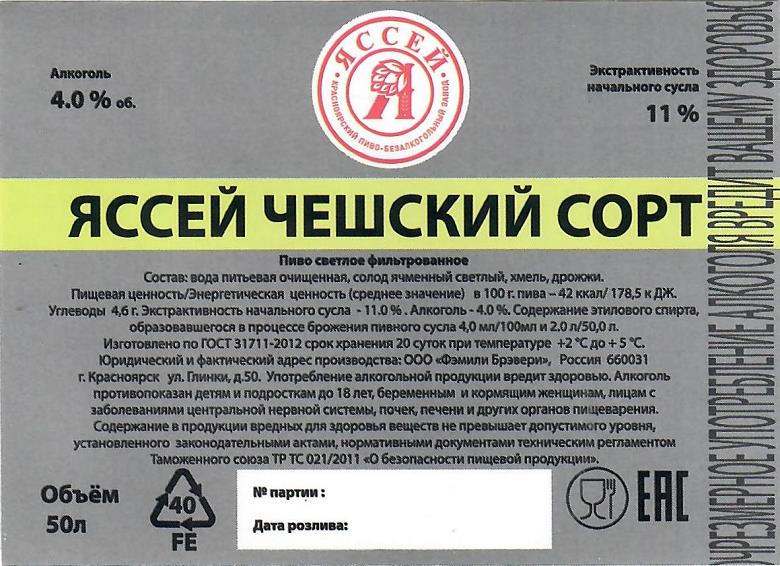 Алкоголь
4.0 % об.
ЯССЕЙ
КРАСНОЯРСКИЙ ПИВО-БЕЗАЛКОГОЛЬНЫЙ ЗАВОД
Я
Экстрактивность
начального сусла
11 %
ЯССЕЙ ЧЕШСКИЙ СОРТ
Пиво светлое фильтрованное
Состав: вода питьевая очищенная, солод ячменный светлый, хмель, дрожжи.
Пищевая ценность/Энергетическая ценность (среднее значение) в 100 г. пива – 42 ккал/ 178,5 к ДЖ.
Углеводы 4,6 г. Экстрактивность начального сусла - 11.0 % . Алкоголь - 4.0 %. Содержание этилового спирта,
образовавшегося в процессе брожения пивного сусла 4,0 мл/100мл и 2.0 л/50,0 л.
Изготовлено по ГОСТ 31711-2012 срок хранения 20 суток при температуре +2 °C до + 5 °C.
Юридический и фактический адрес производства: ООО «Фэмили Брэвери», Россия 660031
г. Красноярск ул. Глинки, д.50. Употребление алкогольной продукции вредит здоровью. Алкоголь
противопоказан детям и подросткам до 18 лет, беременным и кормящим женщинам, лицам с
заболеваниями центральной нервной системы, почек, печени и других органов пищеварения.
Содержание в продукции вредных для здоровья веществ не превышает допустимого уровня,
установленного законодательными актами, нормативными документами техническим регламентом
Таможенного союза ТР ТС 021/2011 «О безопасности пищевой продукции».
Объём
50л
40
FE
№ партии :
Дата розлива:
EAC
ЧРЕЗМЕРНОЕ УПОТРЕБЛЕНИЕ АЛКОГОЛЯ ВРЕДИТ ВАШЕМУ ЗДОРОВЬЮ